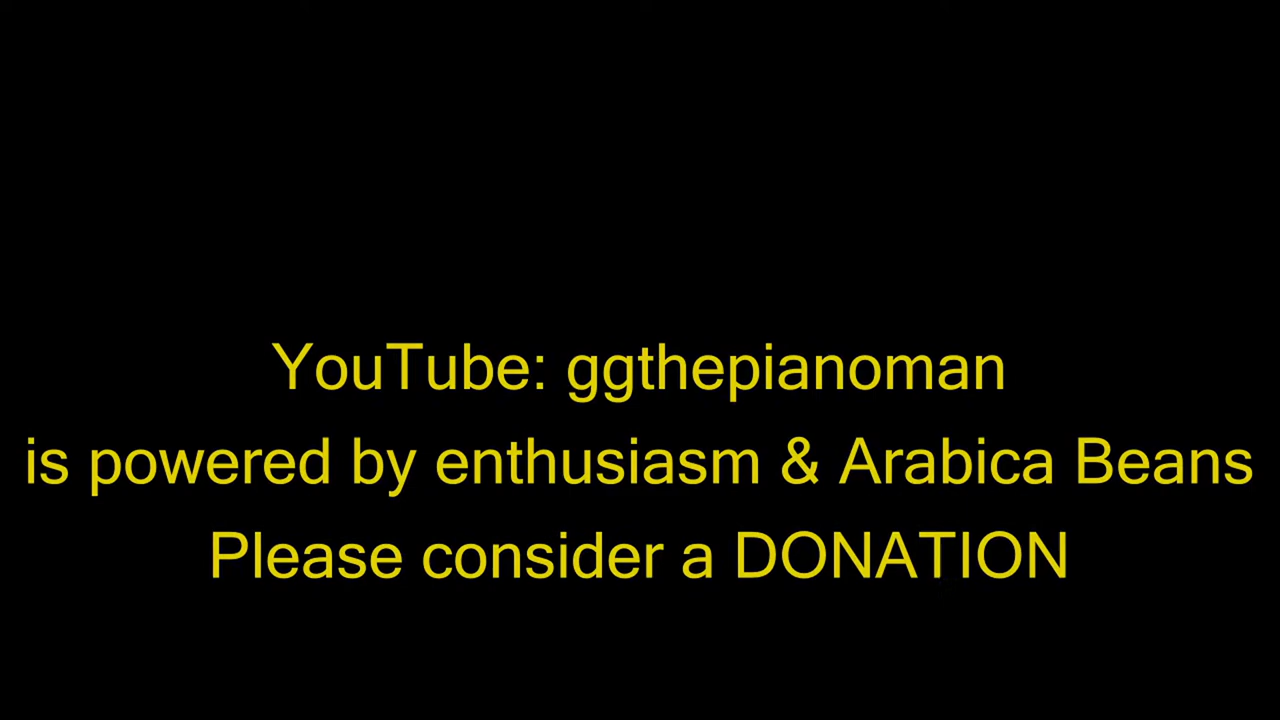 YouTube: ggthepianoman
is powered by enthusiasm & Arabica Beans
Please consider a DONATION